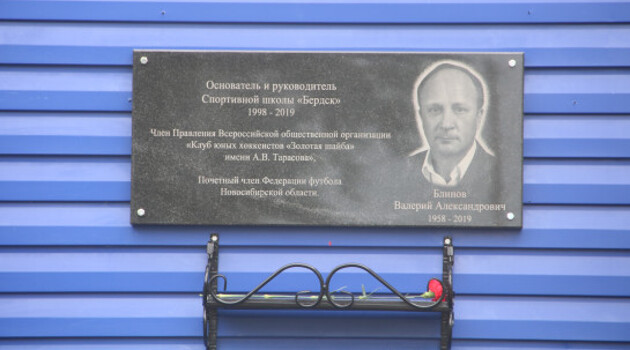 Основатель и руководитель
Спортивной школы «Бердск»
1998 - 2019
Член Правления Всероссийской общественной организации
«Клуб юных хоккеистов «Золотая шайба»
имени А.В. Тарасова».
Почетный член Федерации футбола
Новосибирской области.
Блинов
Валерий Александрович
1958 - 2019